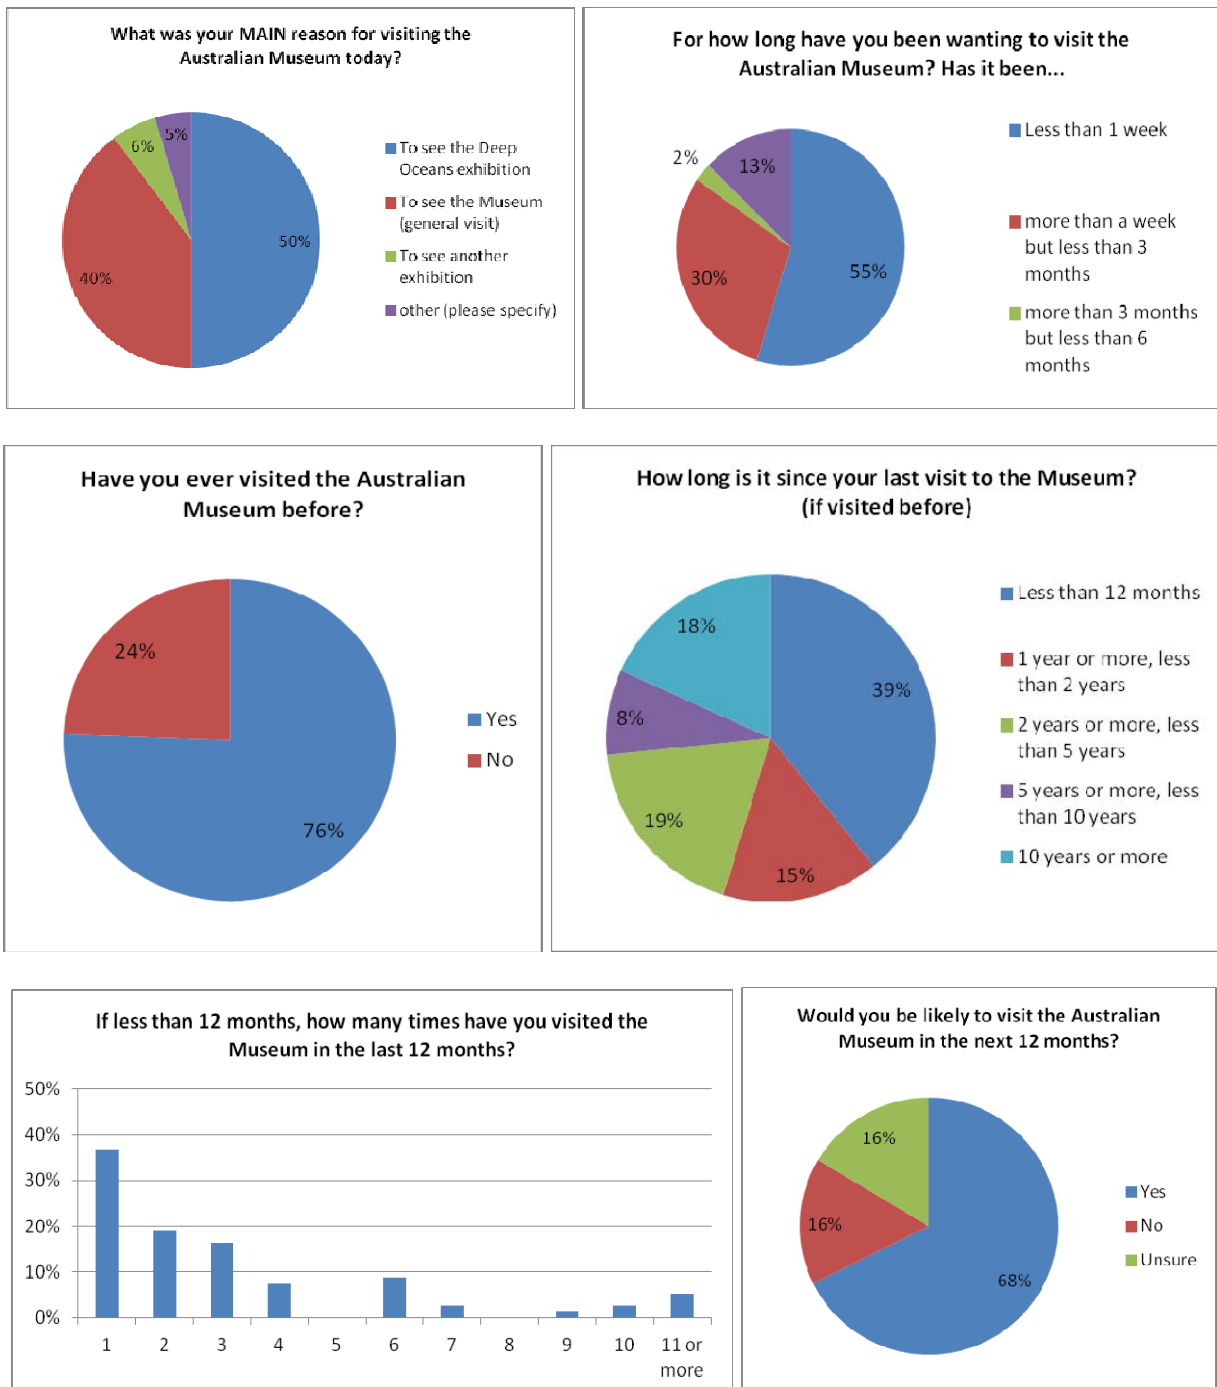 What was your MAIN reason for visiting the
Australian Museum today?
5%
6%
50%
40%
To see the Deep
Oceans exhibition
To see the Museum
(general visit)
To see another
exhibition
other (please specify)
For how long have you been wanting to visit the
Australian Museum? Has it been...
2%
13%
55%
30%
Less than 1 week
more than a week
but less than 3
months
more than 3 months
but less than 6
months
Have you ever visited the Australian
Museum before?
24%
76%
Yes
No
How long is it since your last visit to the Museum?
(if visited before)
18%
39%
8%
19%
15%
Less than 12 months
1 year or more, less
than 2 years
2 years or more, less
than 5 years
5 years or more, less
than 10 years
10 years or more
If less than 12 months, how many times have you visited the
Museum in the last 12 months?
50%
40%
30%
20%
10%
0%
1 2 3 4 5 6 7 8 9 10 11 or
more
Would you be likely to visit the Australian
Museum in the next 12 months?
16%
16%
68%
Yes
No
Unsure